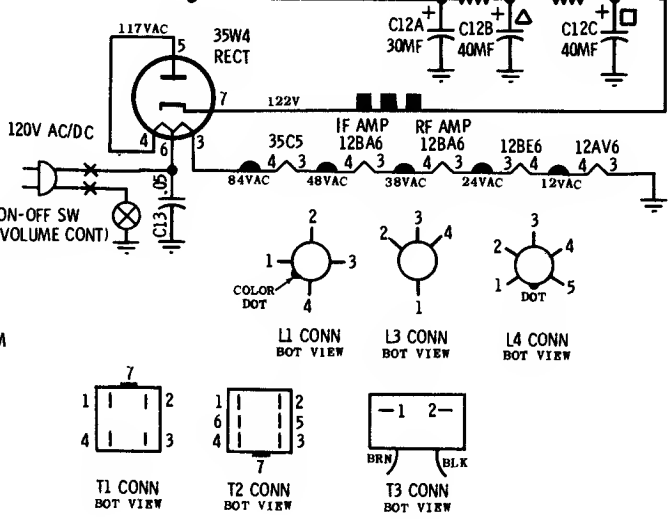 117VAC
5
35W4
RECT
+
C12A
30MF
+
C12B
40MF
+
C12C
40MF
7
122V
120V AC/DC
4
6
3
IF AMP
RF AMP
35C5
12BA6
12BA6
12BE6
12AV6
4 3
4 3
4 3
4 3
4 3
84VAC
48VAC
38VAC
24VAC
12VAC
ON-OFF SW
VOLUME CONT)
C13 .05
2
1
3
4
COLOR
DOT
L1 CONN
BOT VIEW
3
2
4
1
L3 CONN
BOT VIEW
3
2
4
1
5
DOT
L4 CONN
BOT VIEW
M
7
1
2
4
3
T1 CONN
BOT VIEW
1
2
6
5
4
3
7
T2 CONN
BOT VIEW
1 2
BRN
BLK
T3 CONN
BOT VIEW